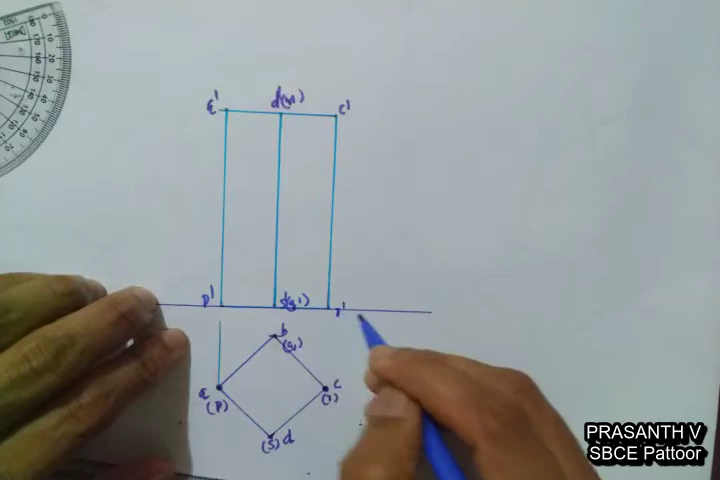 a' d'(b') c'
p' s'(q') r'
b
(q)
a c
(p) (r)
(s) d
PRASANTH V
SBCE Pattoor